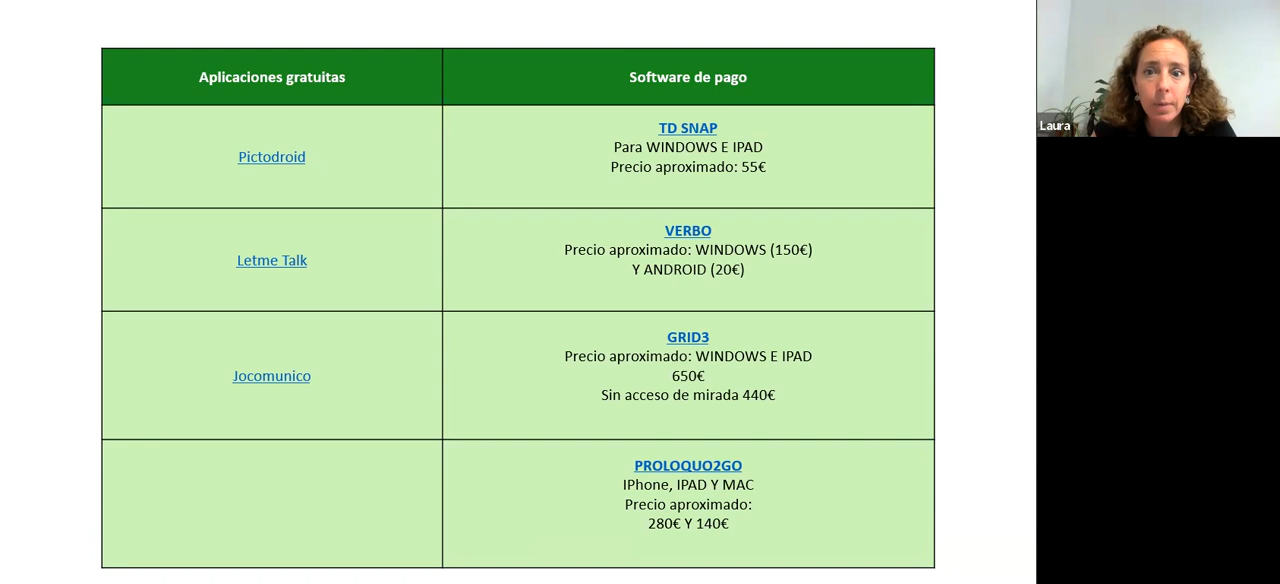 Aplicaciones gratuitas
Software de pago
Pictodroid
TD SNAP
Para WINDOWS E IPAD
Precio aproximado: 55€
Letme Talk
VERBO
Precio aproximado: WINDOWS (150€)
Y ANDROID (20€)
Jocomunico
GRID3
Precio aproximado: WINDOWS E IPAD
650€
Sin acceso de mirada 440€
PROLOQUO2GO
IPhone, IPAD Y MAC
Precio aproximado:
280€ Y 140€
Laura